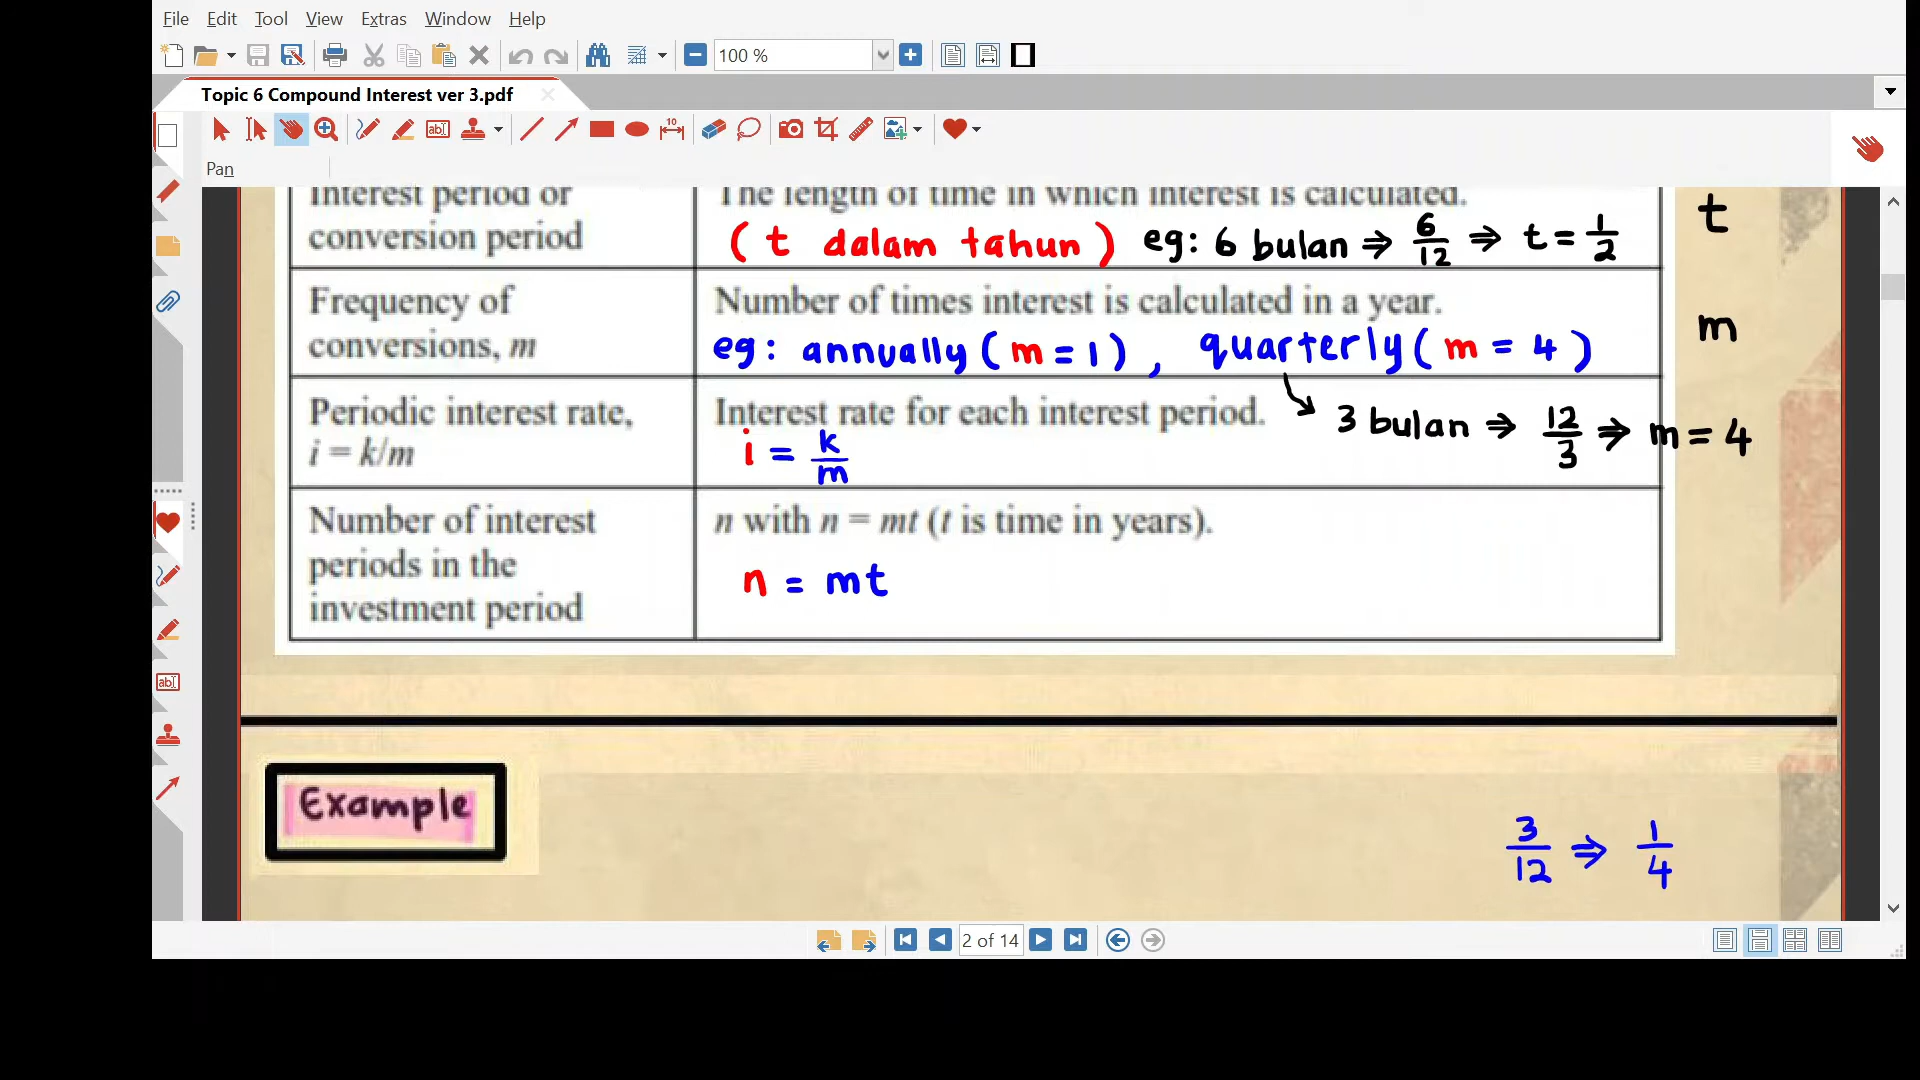 File Edit Tool View Extras Window Help
100 %
Topic 6 Compound Interest ver 3.pdf
Pan
Interest period or
conversion period
The length of time in which interest is calculated.
( t dalam tahun ) eg: 6 bulan ⇒ 6/12 ⇒ t = 1/2
t
Frequency of
conversions, m
Number of times interest is calculated in a year.
eg: annually ( m = 1 ) , quarterly ( m = 4 )
m
Periodic interest rate,
i = k/m
Interest rate for each interest period.
i = k/m
3 bulan ⇒ 12/3 ⇒ m = 4
Number of interest
periods in the
investment period
n with n = mt (t is time in years).
n = mt
Example
3/12 ⇒ 1/4
2 of 14